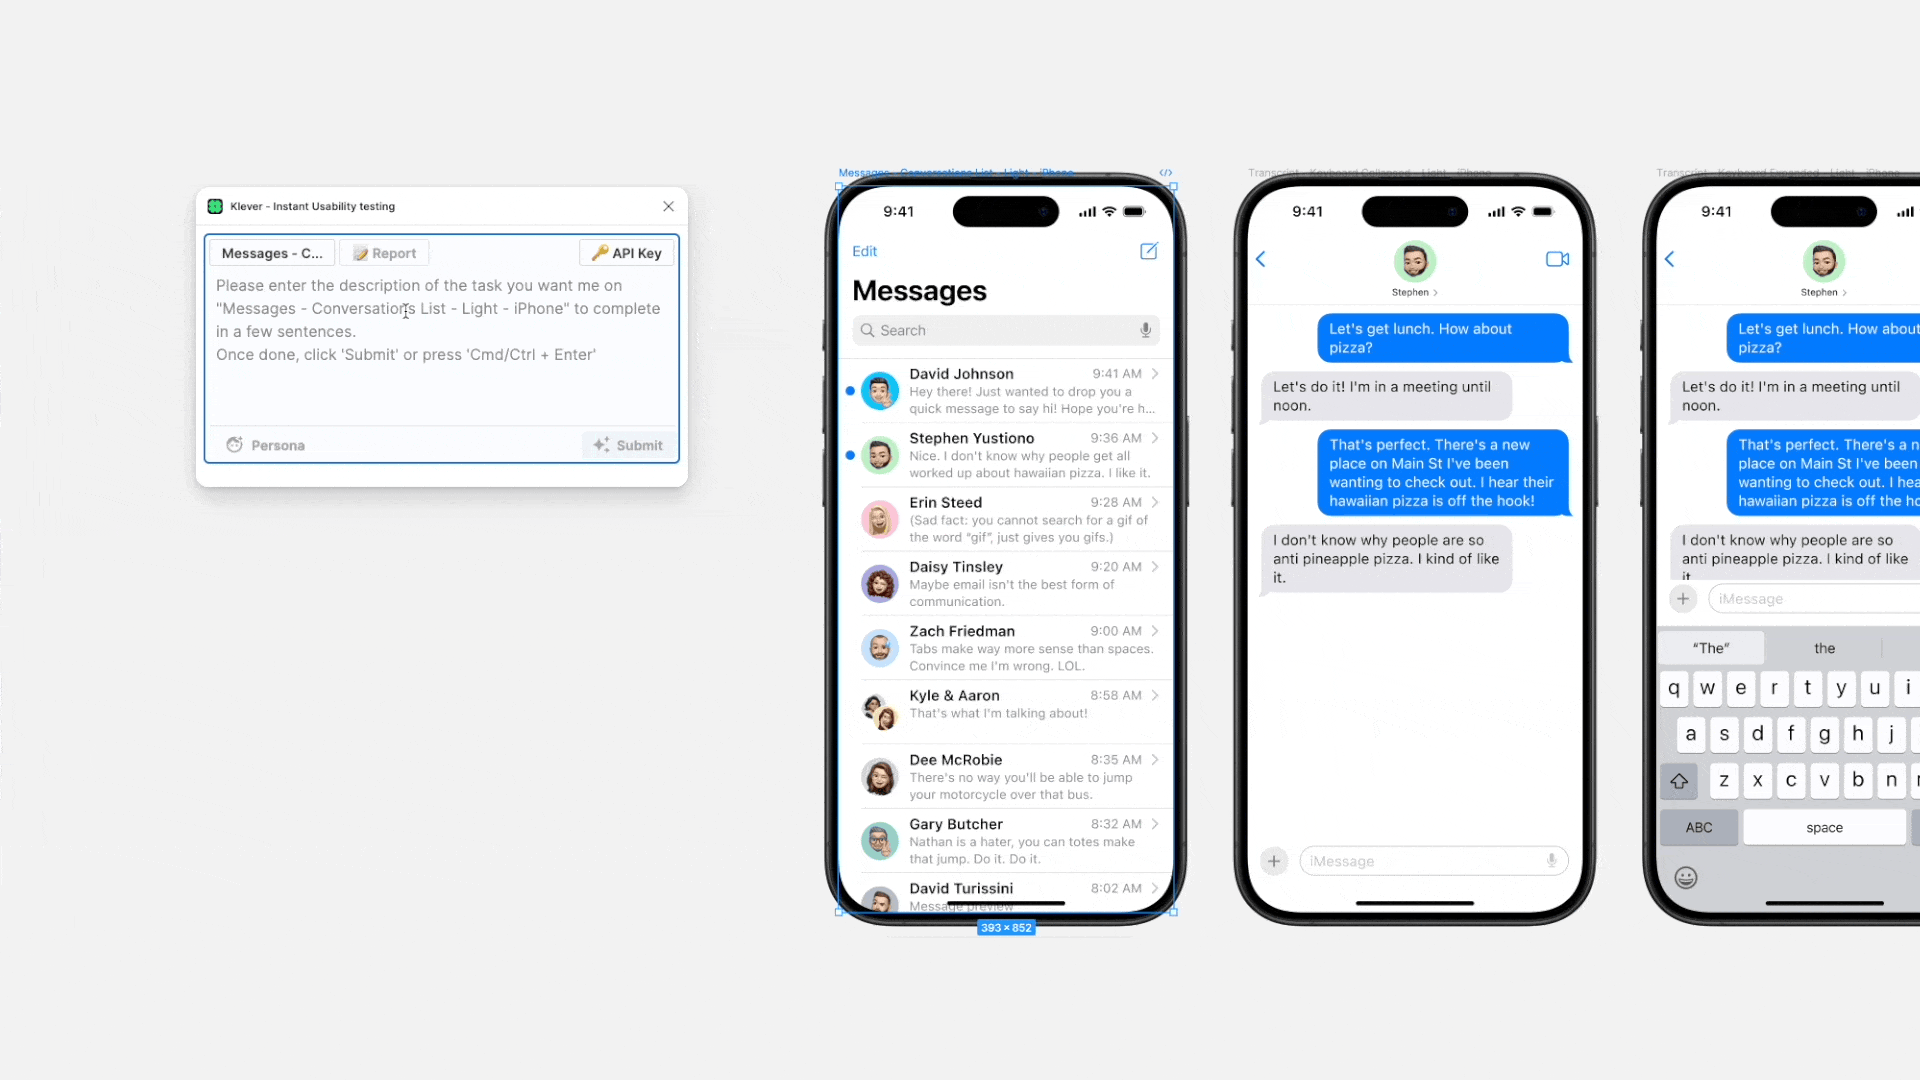 Klever - Instant Usability testing
Messages - C...
Report
API Key
Please enter the description of the task you want me on
"Messages - Conversations List - Light - iPhone" to complete
in a few sentences.
Once done, click 'Submit' or press 'Cmd/Ctrl + Enter'
Persona
Submit
Messages - Conversations List - Light - iPhone
9:41
Edit
Messages
Search
David Johnson
9:41 AM
Hey there! Just wanted to drop you a
quick message to say hi! Hope you're h...
Stephen Yustiono
9:36 AM
Nice. I don't know why people get all
worked up about hawaiian pizza. I like it.
Erin Steed
9:28 AM
(Sad fact: you cannot search for a gif of
the word “gif”, just gives you gifs.)
Daisy Tinsley
9:20 AM
Maybe email isn't the best form of
communication.
Zach Friedman
9:00 AM
Tabs make way more sense than spaces.
Convince me I'm wrong. LOL.
Kyle & Aaron
8:58 AM
That's what I'm talking about!
Dee McRobie
8:35 AM
There's no way you'll be able to jump
your motorcycle over that bus.
Gary Butcher
8:32 AM
Nathan is a hater, you can totes make
that jump. Do it. Do it.
David Turissini
8:02 AM
Message preview
393 × 852
Transcript - Keyboard Collapsed - Light - iPhone
9:41
Stephen
Let's get lunch. How about
pizza?
Let's do it! I'm in a meeting until
noon.
That's perfect. There's a new
place on Main St I've been
wanting to check out. I hear their
hawaiian pizza is off the hook!
I don't know why people are so
anti pineapple pizza. I kind of like
it.
iMessage
Transcript - Keyboard Expanded - Light - iPhone
9:41
Stephen
Let's get lunch. How about
pizza?
Let's do it! I'm in a meeting until
noon.
That's perfect. There's a n
place on Main St I've been
wanting to check out. I hea
hawaiian pizza is off the ho
I don't know why people are so
anti pineapple pizza. I kind of like
it.
iMessage
“The”
the
q w e r t y u i
a s d f g h j
z x c v b n
ABC
space